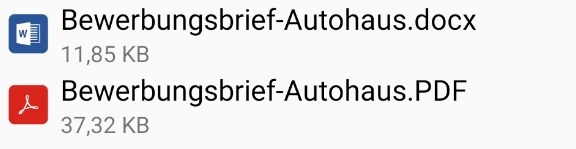 Bewerbungsbrief-Autohaus.docx
11,85 KB
Bewerbungsbrief-Autohaus.PDF
37,32 KB